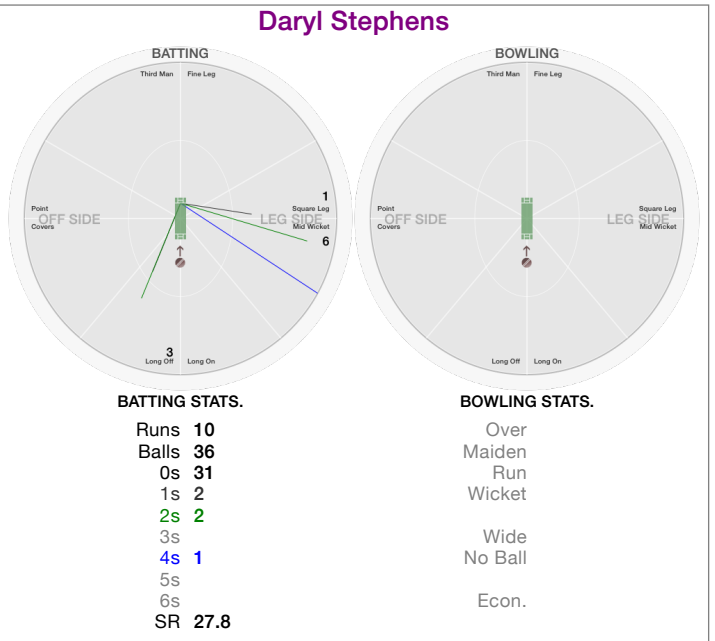 Daryl Stephens
BATTING
BOWLING
Third Man Fine Leg
Third Man Fine Leg
1
Point
Square Leg
OFF SIDE
LEG SIDE
Covers
Mid Wicket
6
Point
Square Leg
OFF SIDE
LEG SIDE
Covers
Mid Wicket
3
Long Off Long On
Long Off Long On
BATTING STATS.
BOWLING STATS.
Runs 10
Over
Balls 36
Maiden
0s 31
Run
1s 2
Wicket
2s 2
3s
Wide
4s 1
No Ball
5s
6s
Econ.
SR 27.8